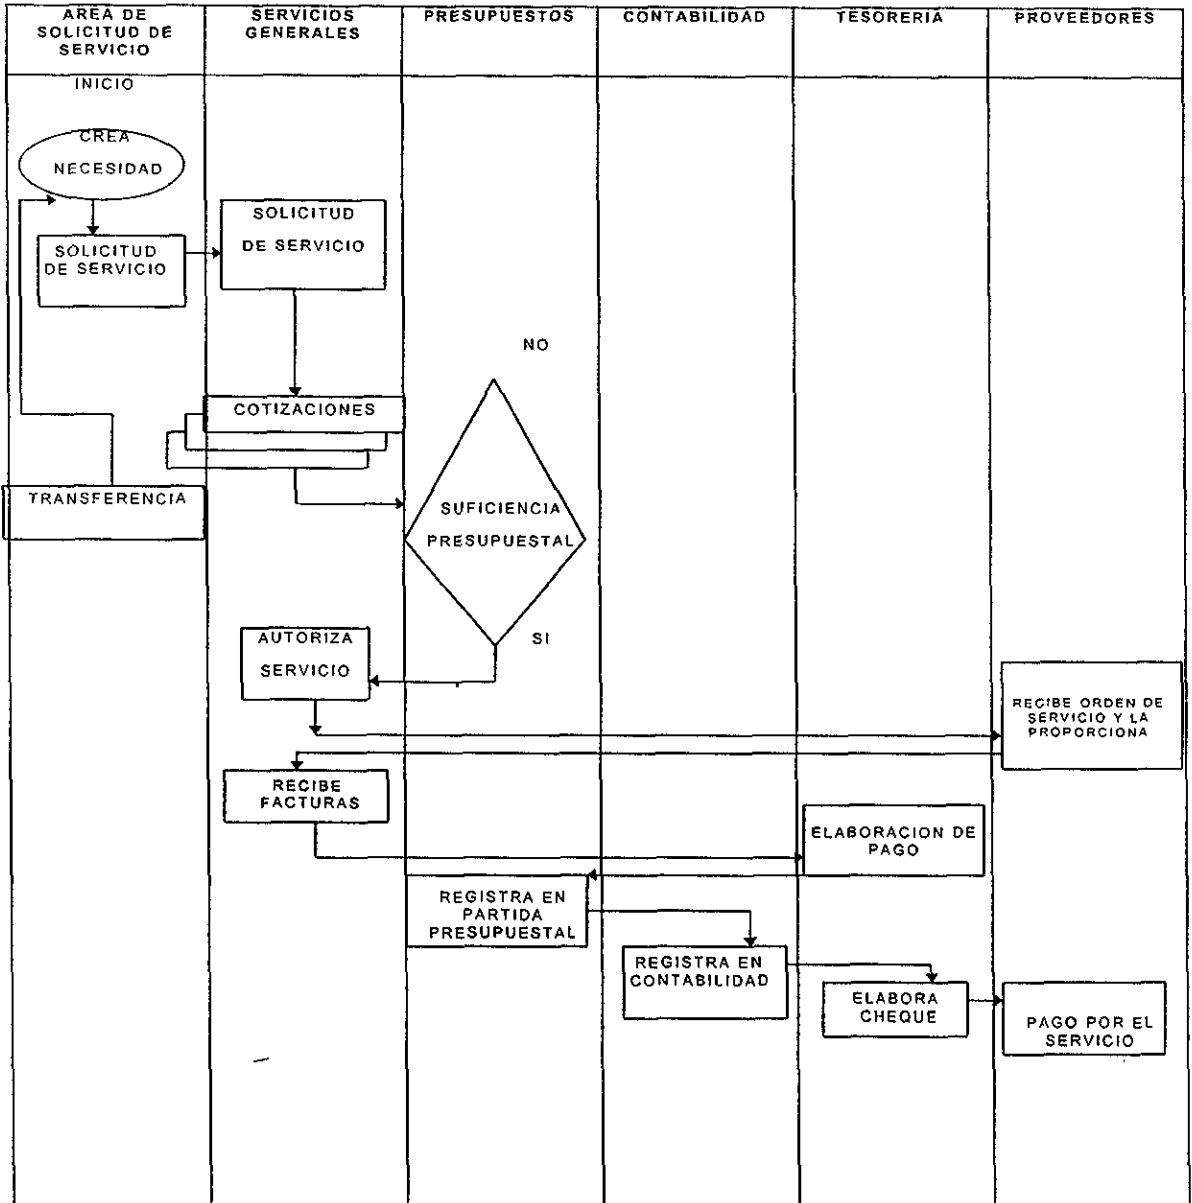 AREA DE
SOLICITUD DE
SERVICIO
SERVICIOS
GENERALES
PRESUPUESTOS
CONTABILIDAD
TESORERIA
PROVEEDORES
INICIO
CREA
NECESIDAD
SOLICITUD
DE SERVICIO
SOLICITUD
DE SERVICIO
NO
COTIZACIONES
TRANSFERENCIA
SUFICIENCIA
PRESUPUESTAL
SI
AUTORIZA
SERVICIO
RECIBE ORDEN DE
SERVICIO Y LA
PROPORCIONA
RECIBE
FACTURAS
ELABORACION DE
PAGO
REGISTRA EN
PARTIDA
PRESUPUESTAL
REGISTRA EN
CONTABILIDAD
ELABORA
CHEQUE
PAGO POR EL
SERVICIO